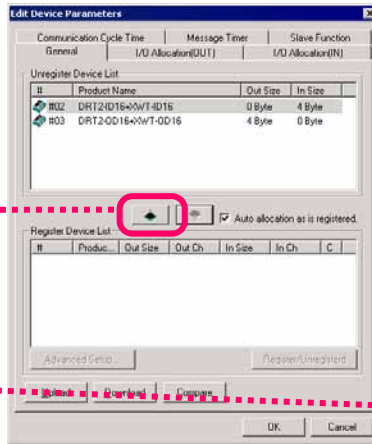 Edit Device Parameters
Communication Cycle Time Message Timer Slave Function
General I/O Allocation(OUT) I/O Allocation(IN)
Unregister Device List
# Product Name Out Size In Size
#02 DRT2-ID16+XWT-ID16 0 Byte 4 Byte
#03 DRT2-OD16+XWT-OD16 4 Byte 0 Byte
Auto allocation as is registered.
Register Device List
# Produc... Out Size Out Ch In Size In Ch C
Advanced Setup... Register/Unregisterd
Upload Download Compare
OK Cancel